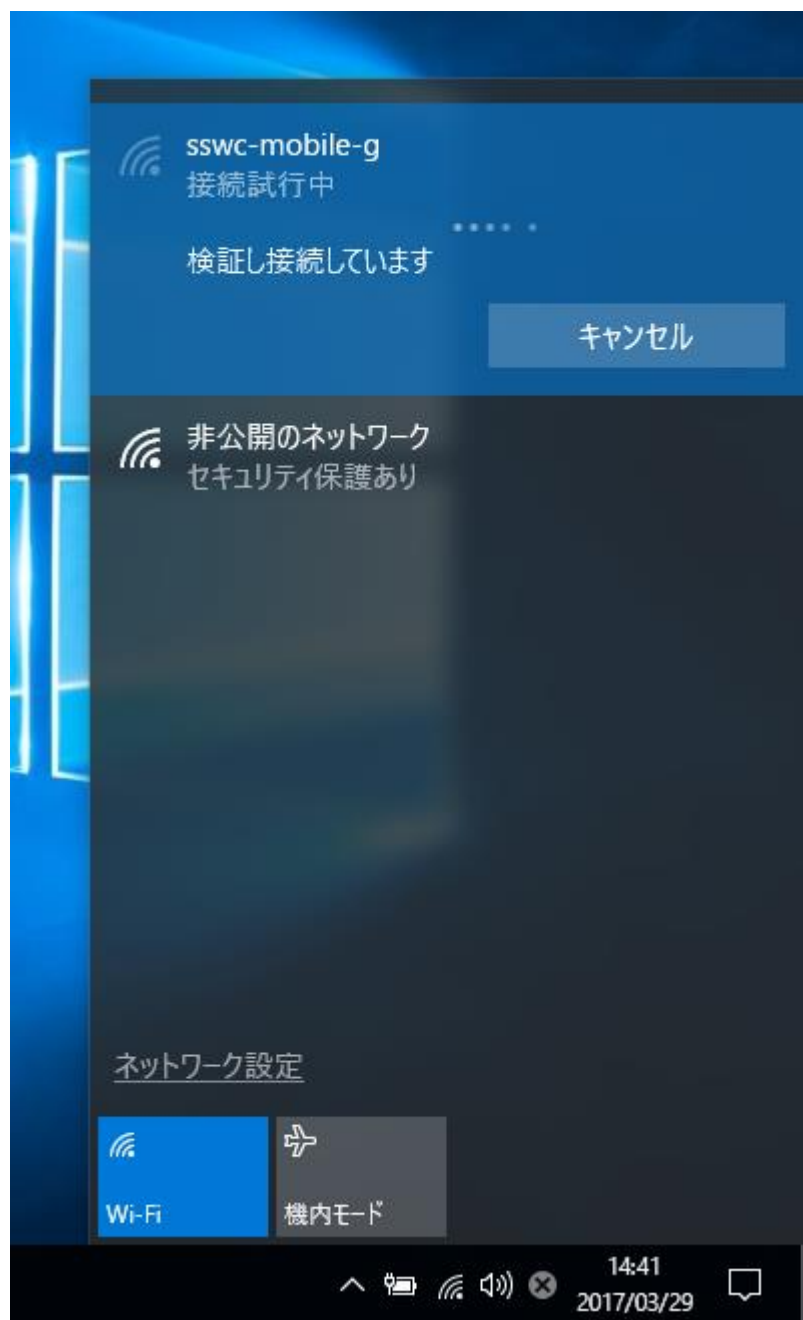 sswc-mobile-g
接続試行中
検証し接続しています
キャンセル
非公開のネットワーク
セキュリティ保護あり
ネットワーク設定
Wi-Fi
機内モード
14:41
2017/03/29